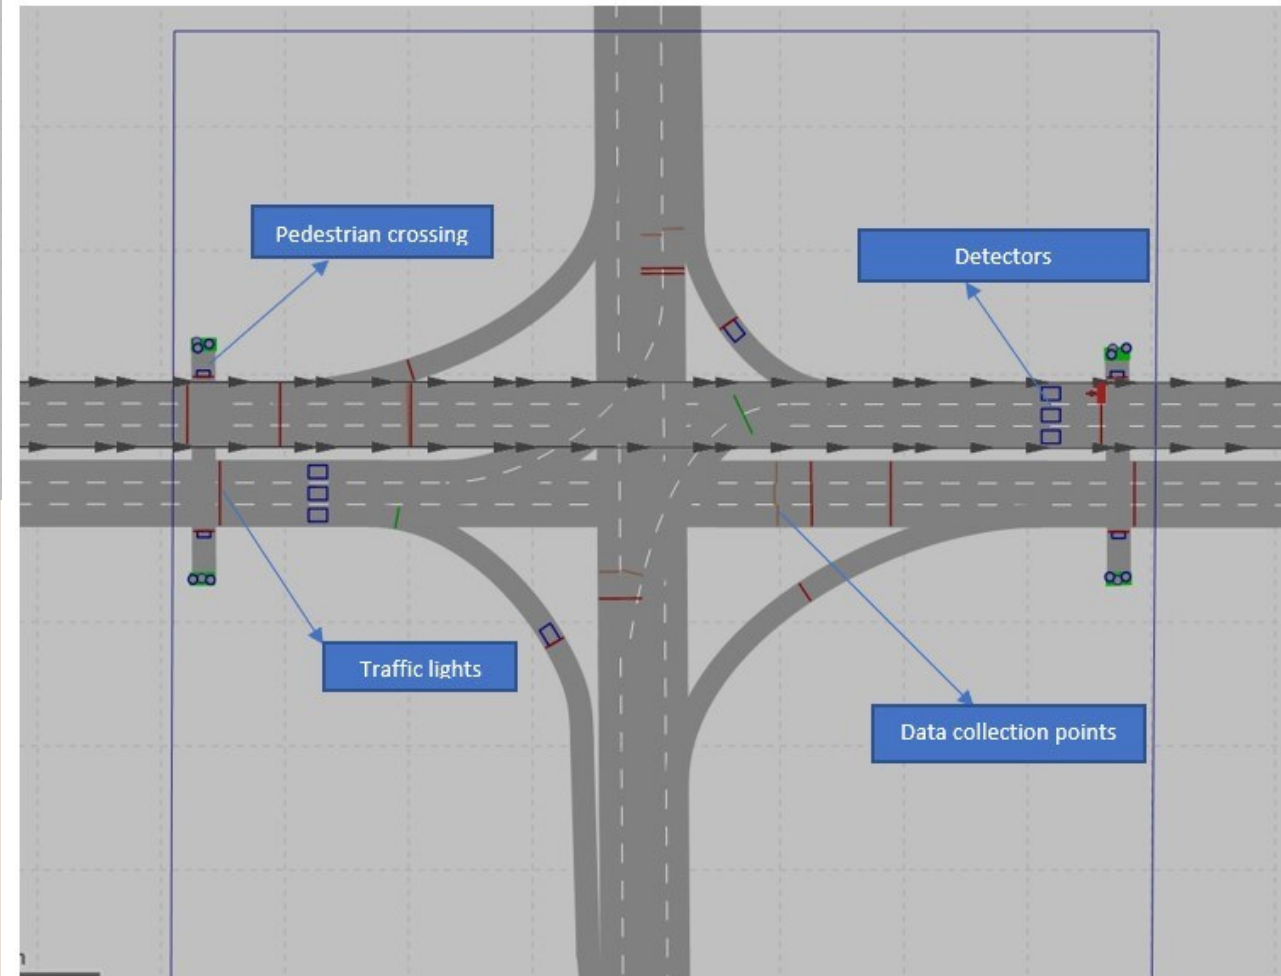 Pedestrian crossing
Detectors
Traffic lights
Data collection points